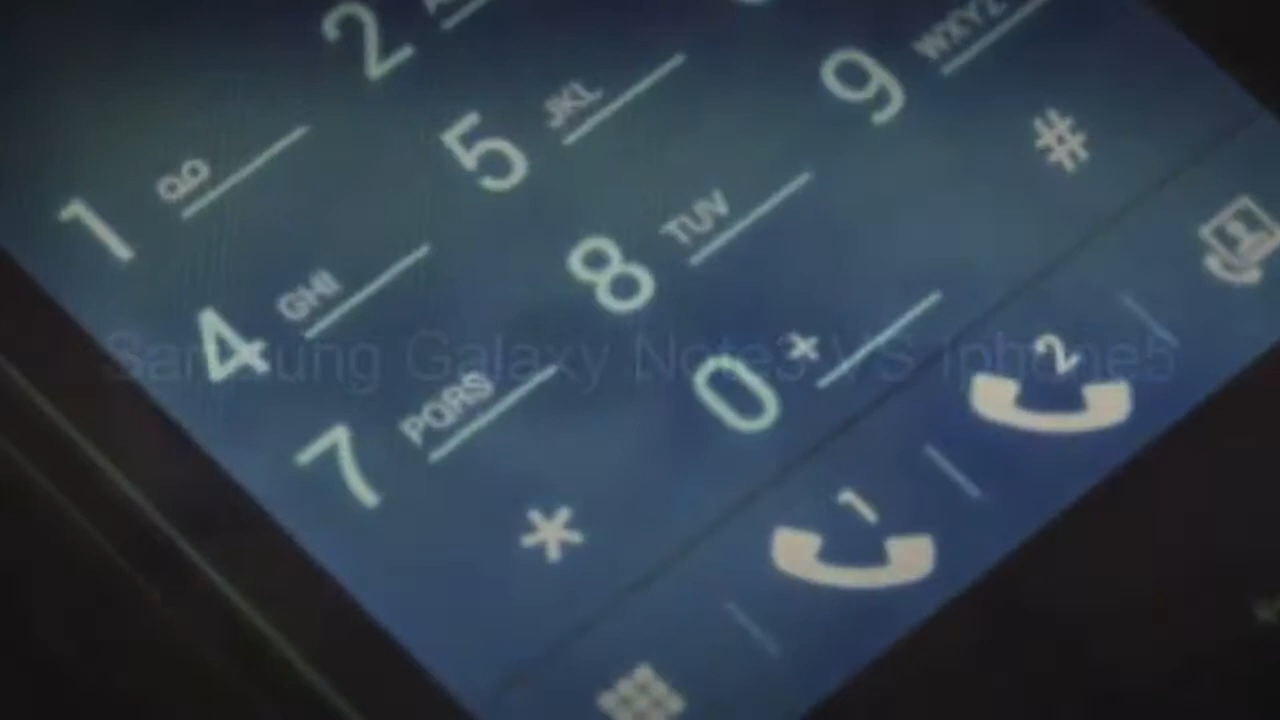 1
2
4 GHI
5 JKL
7 PQRS
8 TUV
9 WXYZ
*
0 +
#
1
2
Samsung Galaxy Note3 VS Iphone5